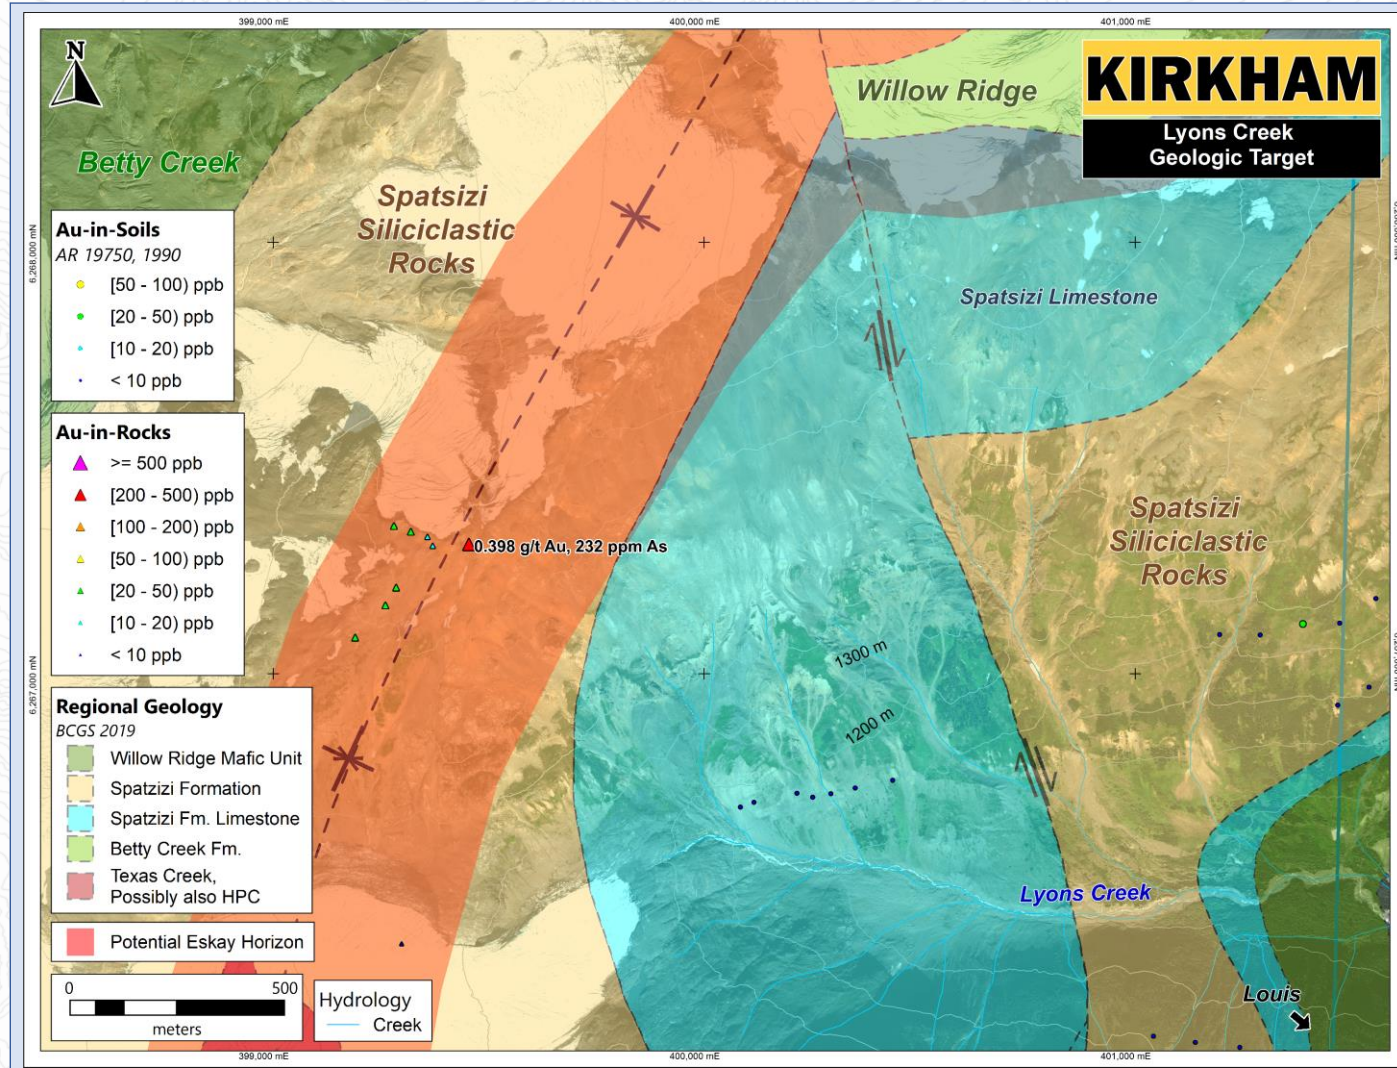 399,000 mE
400,000 mE
401,000 mE
N
KIRKHAM
Lyons Creek
Geologic Target
Willow Ridge
Betty Creek
Spatsizi
Siliciclastic
Rocks
Au-in-Soils
AR 19750, 1990
[50 - 100) ppb
[20 - 50) ppb
[10 - 20) ppb
< 10 ppb
6,268,000 mN
Spatsizi Limestone
Au-in-Rocks
>= 500 ppb
[200 - 500) ppb
[100 - 200) ppb
[50 - 100) ppb
[20 - 50) ppb
[10 - 20) ppb
< 10 ppb
0.398 g/t Au, 232 ppm As
Spatsizi
Siliciclastic
Rocks
6,267,000 mN
1300 m
1200 m
Regional Geology
BCGS 2019
Willow Ridge Mafic Unit
Spatzizi Formation
Spatzizi Fm. Limestone
Betty Creek Fm.
Texas Creek,
Possibly also HPC
Potential Eskay Horizon
Lyons Creek
0 500
meters
Hydrology
Creek
Louis
399,000 mE
400,000 mE
401,000 mE